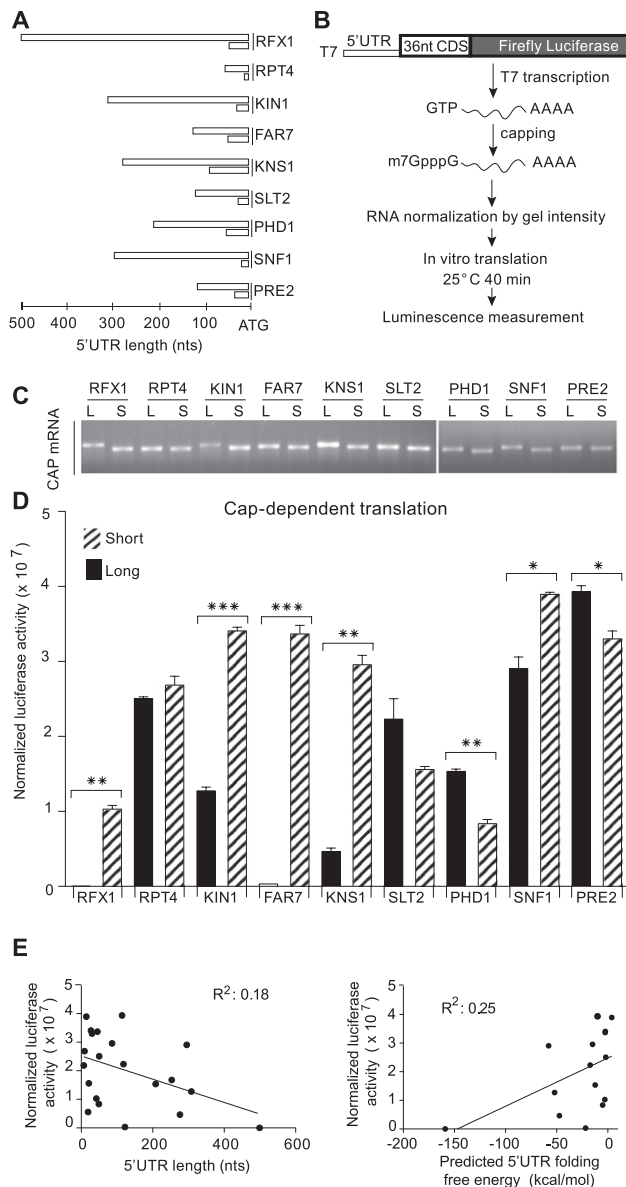 A
RFX1
RPT4
KIN1
FAR7
KNS1
SLT2
PHD1
SNF1
PRE2
500 400 300 200 100 ATG
5'UTR length (nts)
B
T7 5'UTR 36nt CDS Firefly Luciferase
T7 transcription
GTP AAAA
capping
m7GpppG AAAA
RNA normalization by gel intensity
In vitro translation
25° C 40 min
Luminescence measurement
C
RFX1 RPT4 KIN1 FAR7 KNS1 SLT2 PHD1 SNF1 PRE2
L S L S L S L S L S L S L S L S L S
CAP mRNA
D
Cap-dependent translation
Short
Long
Normalized luciferase activity (x 10 7)
5
4
3
2
1
0
** *** *** ** ** * *
RFX1 RPT4 KIN1 FAR7 KNS1 SLT2 PHD1 SNF1 PRE2
E
Normalized luciferase
activity ( x 10 7)
5
4
3
2
1
0
R2: 0.18
0 200 400 600
5'UTR length (nts)
Normalized luciferase
activity ( x 10 7)
5
4
3
2
1
0
R2: 0.25
-200 -150 -100 -50 0
Predicted 5'UTR folding
free energy (kcal/mol)